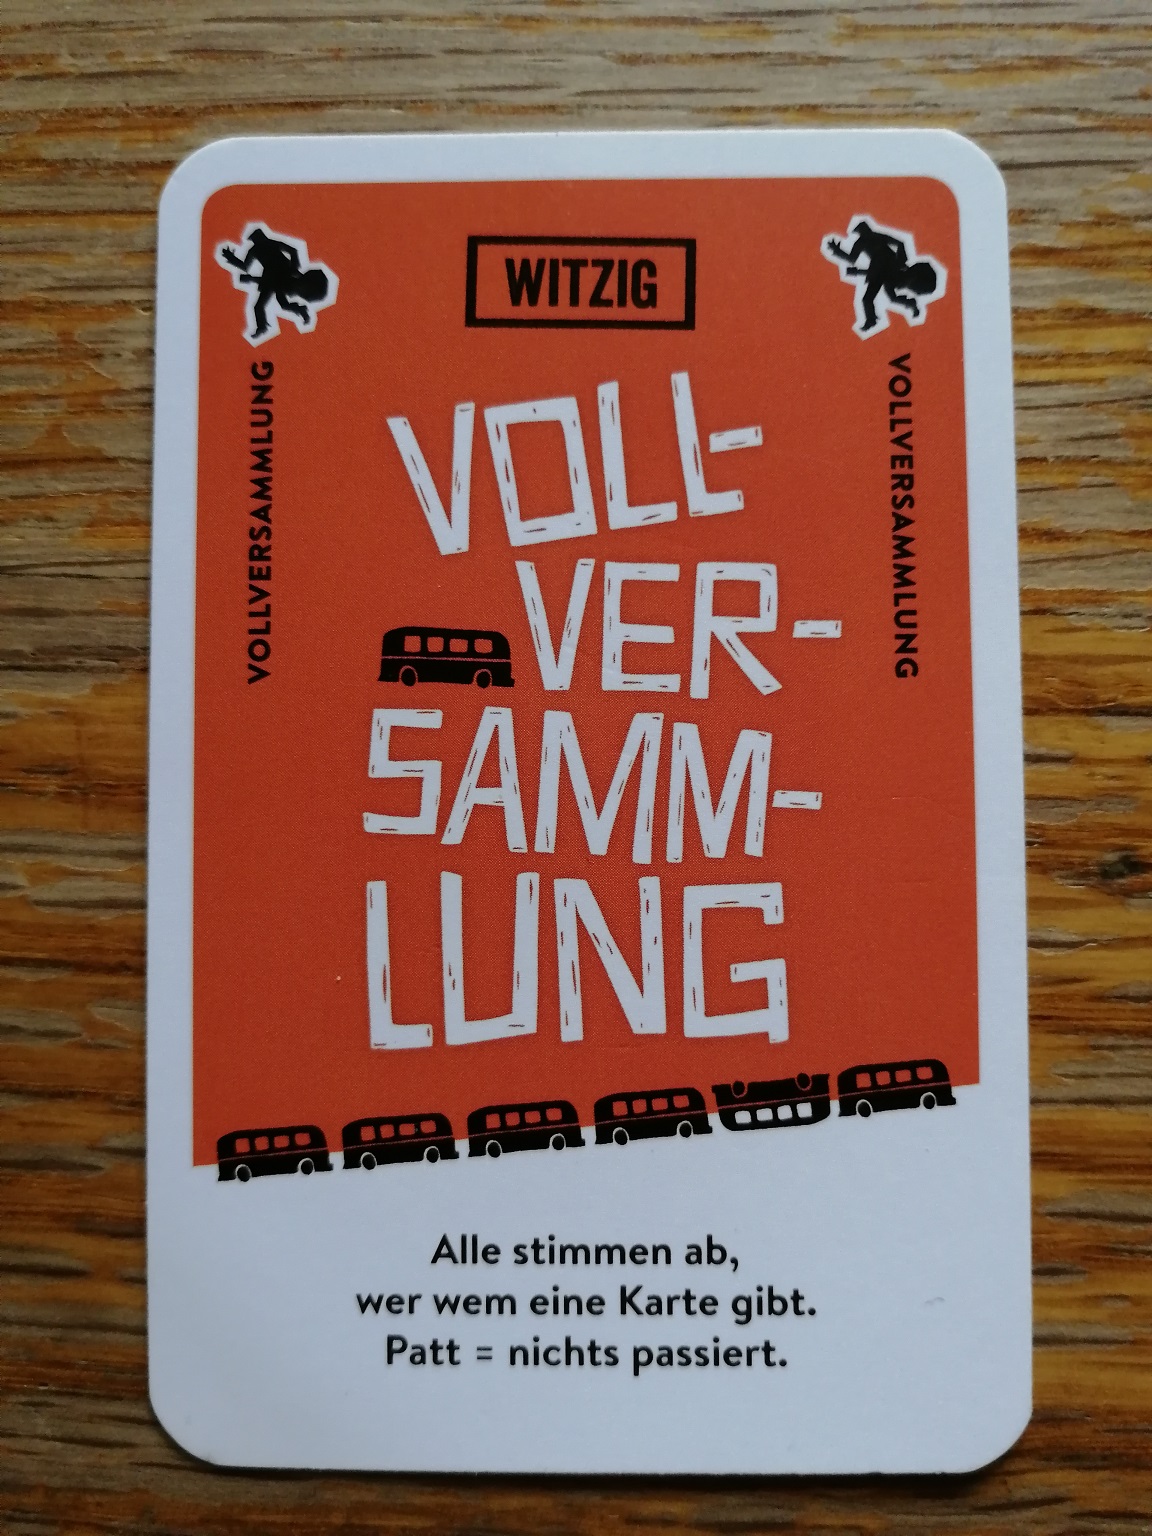 WITZIG
VOLLVERSAMMLUNG
VOLLVERSAMMLUNG
VOLL-
VER-
SAMM-
LUNG
Alle stimmen ab,
wer wem eine Karte gibt.
Patt = nichts passiert.